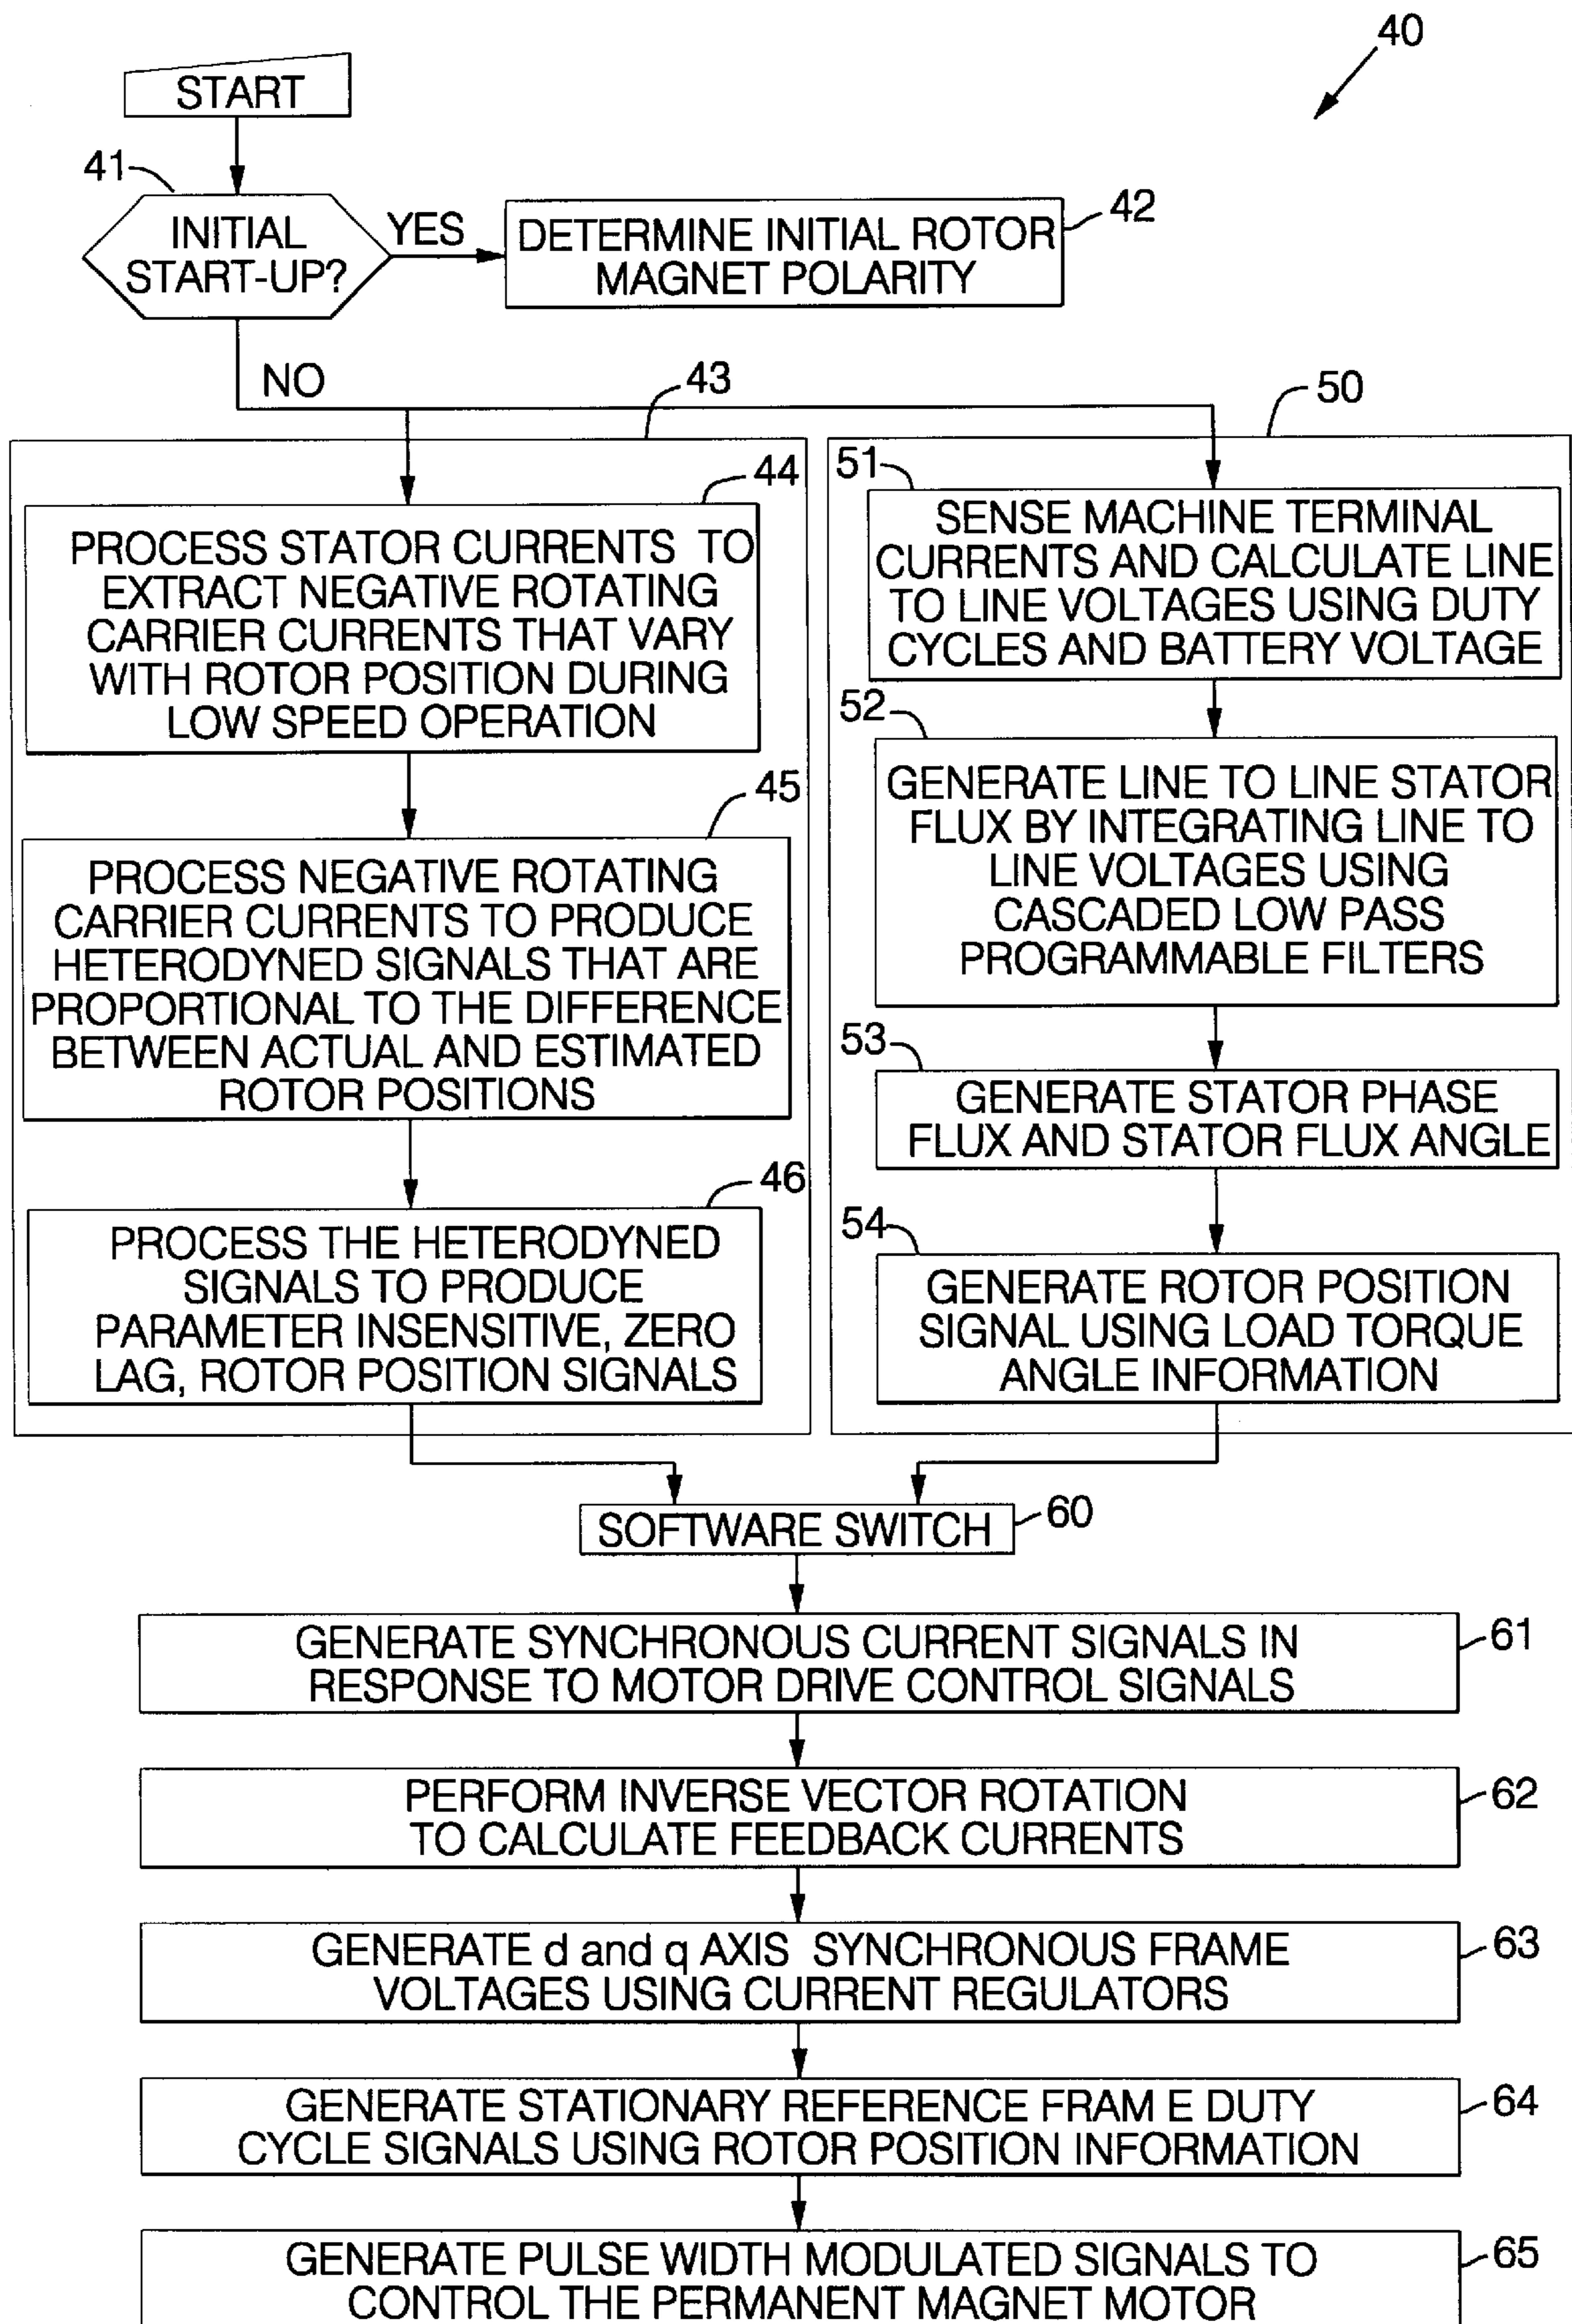 40
START
41
INITIAL
START-UP?
YES
42
DETERMINE INITIAL ROTOR
MAGNET POLARITY
NO
43
50
44
PROCESS STATOR CURRENTS TO
EXTRACT NEGATIVE ROTATING
CARRIER CURRENTS THAT VARY
WITH ROTOR POSITION DURING
LOW SPEED OPERATION
45
PROCESS NEGATIVE ROTATING
CARRIER CURRENTS TO PRODUCE
HETERODYNED SIGNALS THAT ARE
PROPORTIONAL TO THE DIFFERENCE
BETWEEN ACTUAL AND ESTIMATED
ROTOR POSITIONS
46
PROCESS THE HETERODYNED
SIGNALS TO PRODUCE
PARAMETER INSENSITIVE, ZERO
LAG, ROTOR POSITION SIGNALS
51
SENSE MACHINE TERMINAL
CURRENTS AND CALCULATE LINE
TO LINE VOLTAGES USING DUTY
CYCLES AND BATTERY VOLTAGE
52
GENERATE LINE TO LINE STATOR
FLUX BY INTEGRATING LINE TO
LINE VOLTAGES USING
CASCADED LOW PASS
PROGRAMMABLE FILTERS
53
GENERATE STATOR PHASE
FLUX AND STATOR FLUX ANGLE
54
GENERATE ROTOR POSITION
SIGNAL USING LOAD TORQUE
ANGLE INFORMATION
SOFTWARE SWITCH
60
GENERATE SYNCHRONOUS CURRENT SIGNALS IN
RESPONSE TO MOTOR DRIVE CONTROL SIGNALS
61
PERFORM INVERSE VECTOR ROTATION
TO CALCULATE FEEDBACK CURRENTS
62
GENERATE d and q AXIS SYNCHRONOUS FRAME
VOLTAGES USING CURRENT REGULATORS
63
GENERATE STATIONARY REFERENCE FRAM E DUTY
CYCLE SIGNALS USING ROTOR POSITION INFORMATION
64
GENERATE PULSE WIDTH MODULATED SIGNALS TO
CONTROL THE PERMANENT MAGNET MOTOR
65